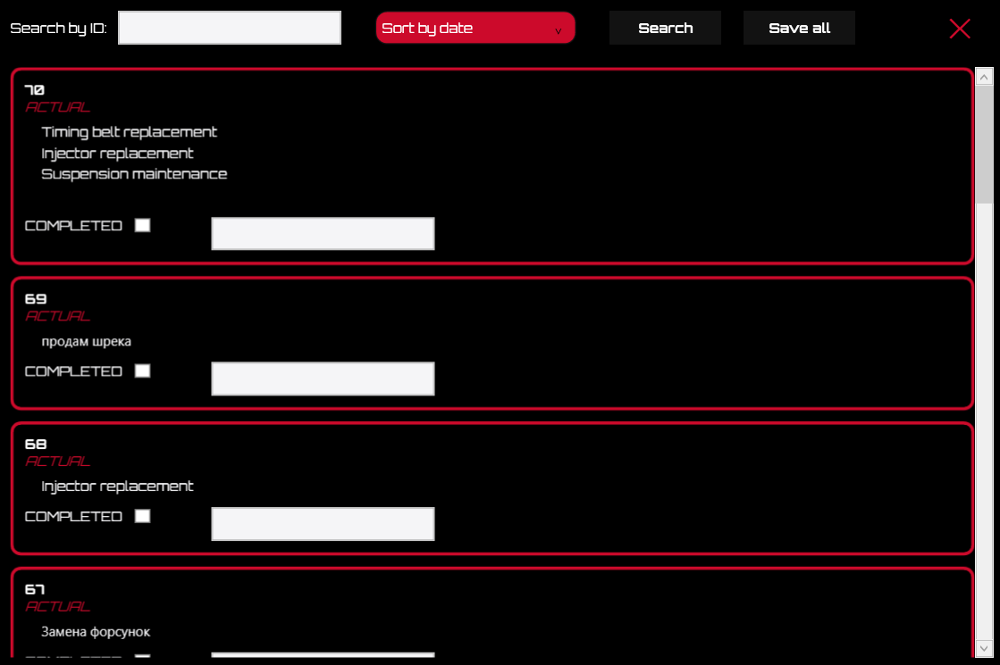 Search by ID:
Sort by date
v
Search
Save all
70
ACTUAL
Timing belt replacement
Injector replacement
Suspension maintenance
COMPLETED
69
ACTUAL
продам шрека
COMPLETED
68
ACTUAL
Injector replacement
COMPLETED
67
ACTUAL
Замена форсунок